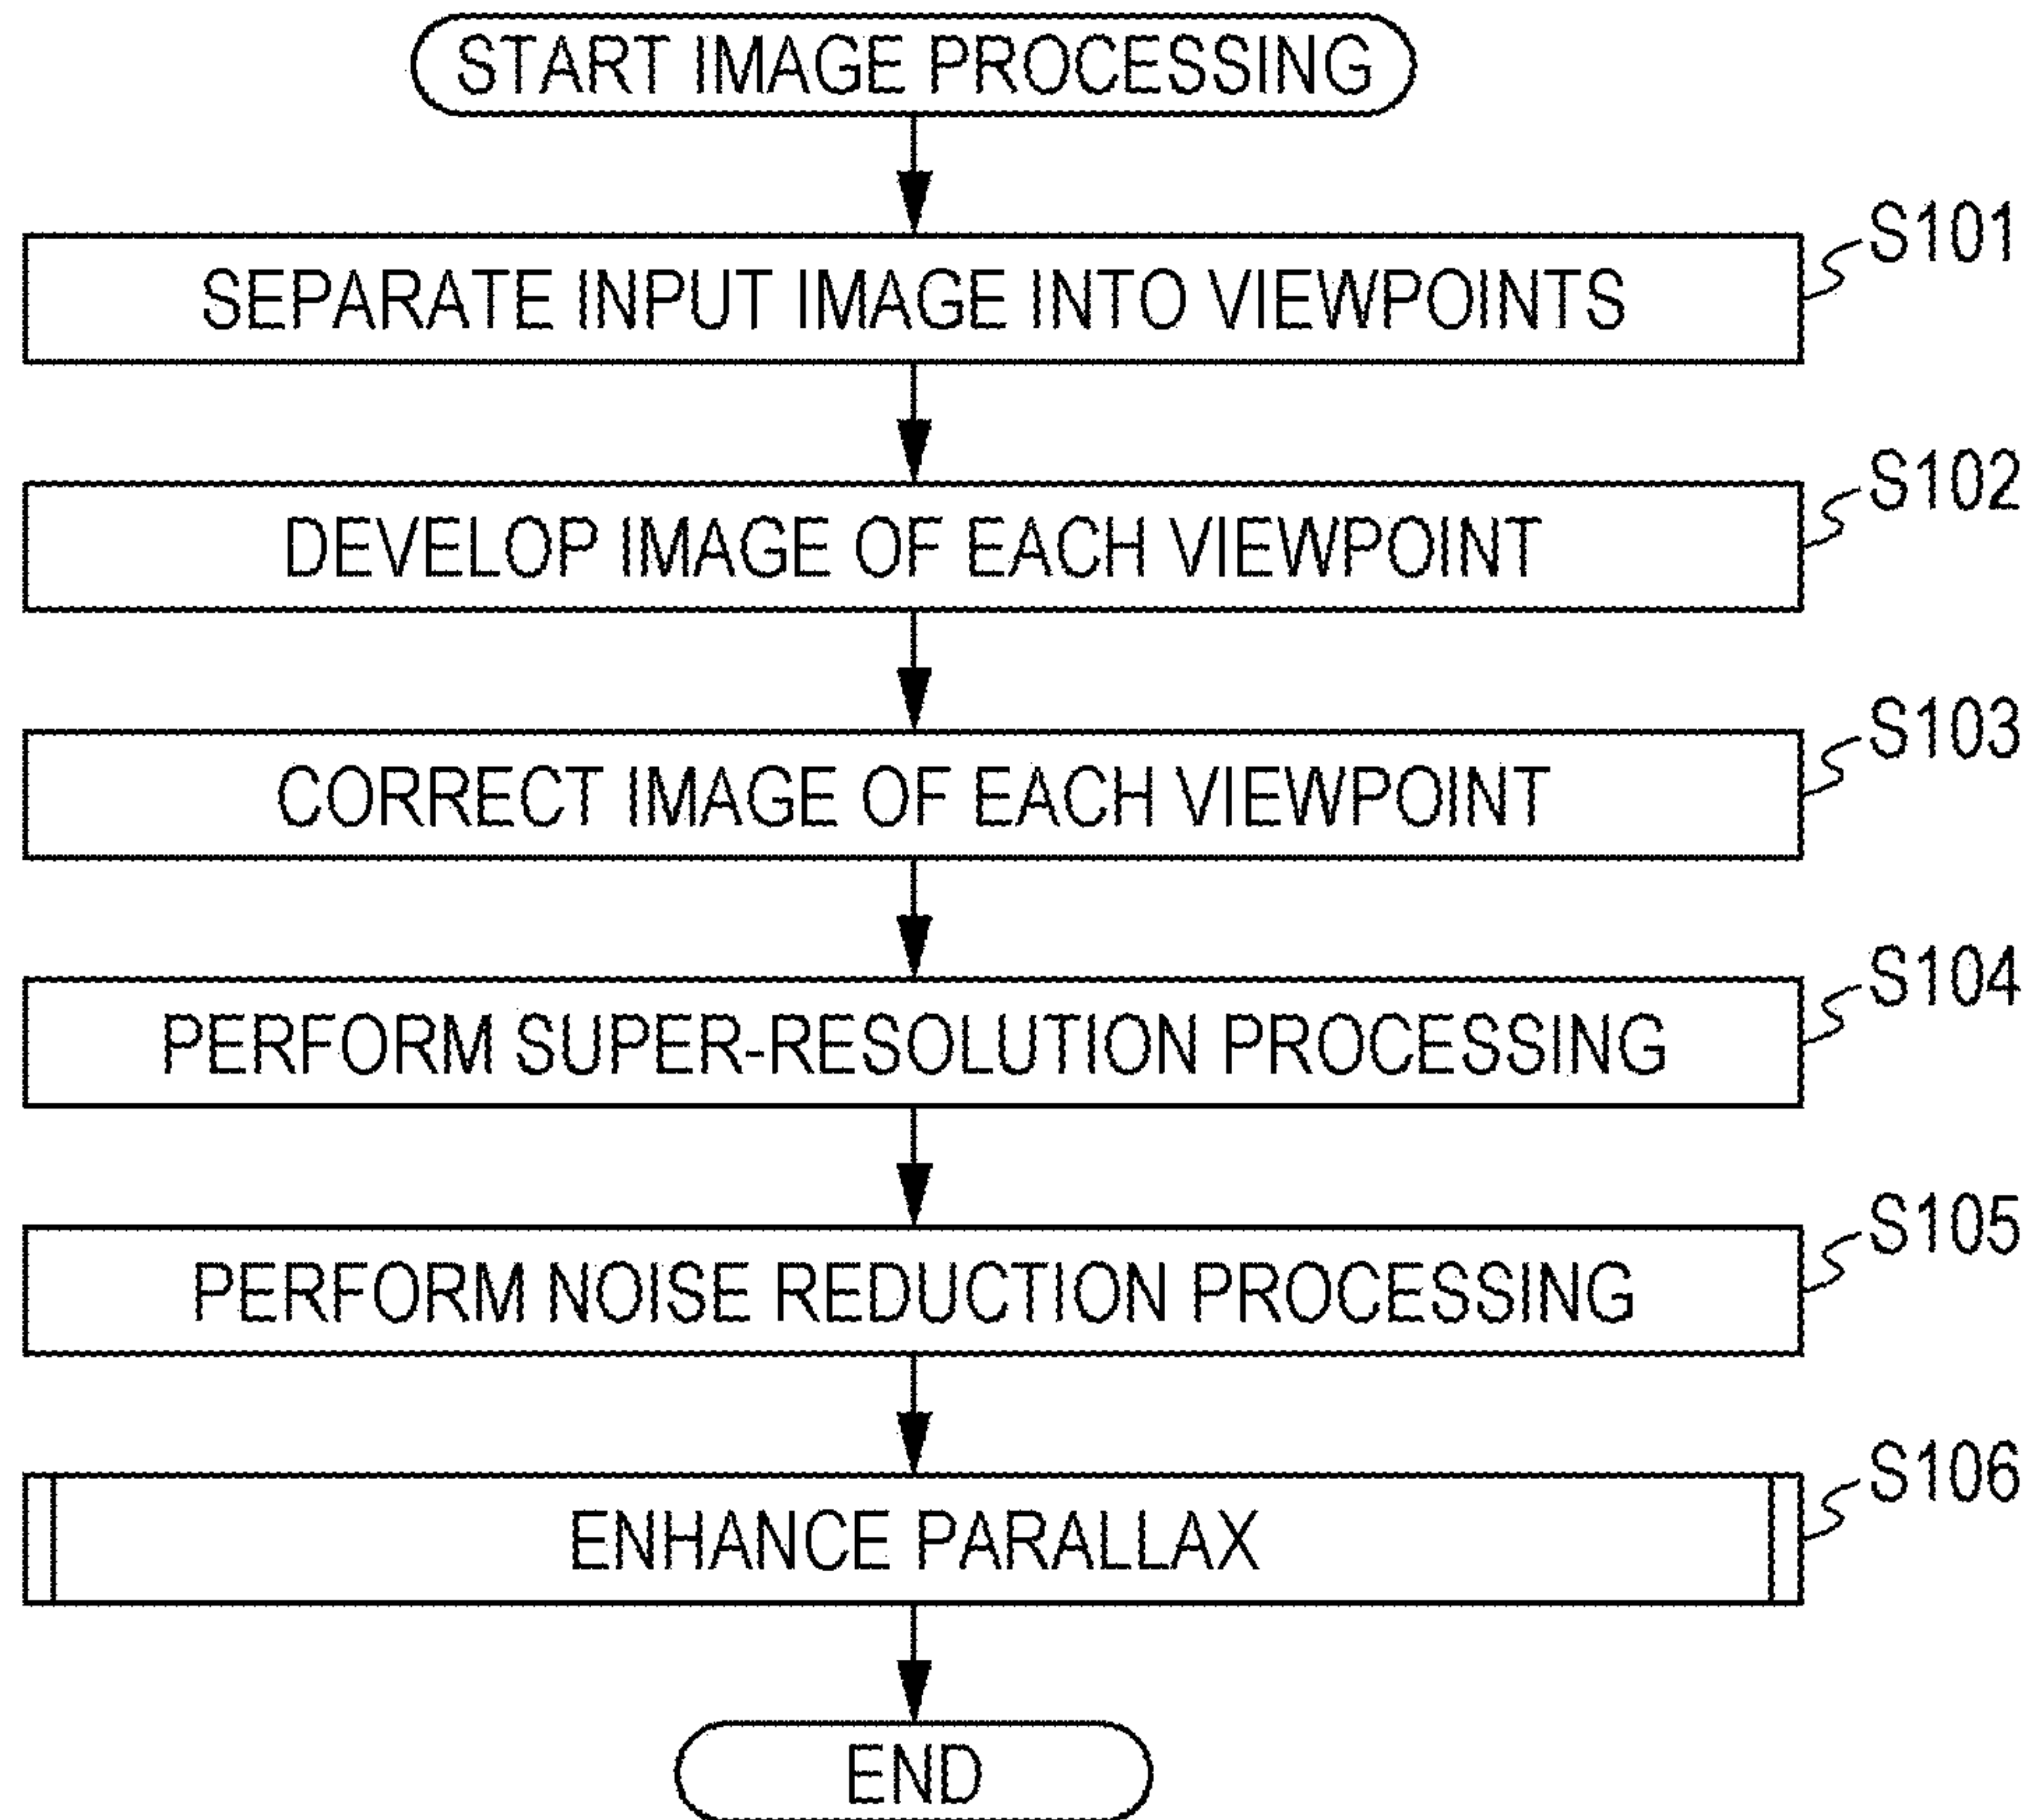 START IMAGE PROCESSING
S101
SEPARATE INPUT IMAGE INTO VIEWPOINTS
S102
DEVELOP IMAGE OF EACH VIEWPOINT
S103
CORRECT IMAGE OF EACH VIEWPOINT
S104
PERFORM SUPER-RESOLUTION PROCESSING
S105
PERFORM NOISE REDUCTION PROCESSING
S106
ENHANCE PARALLAX
END